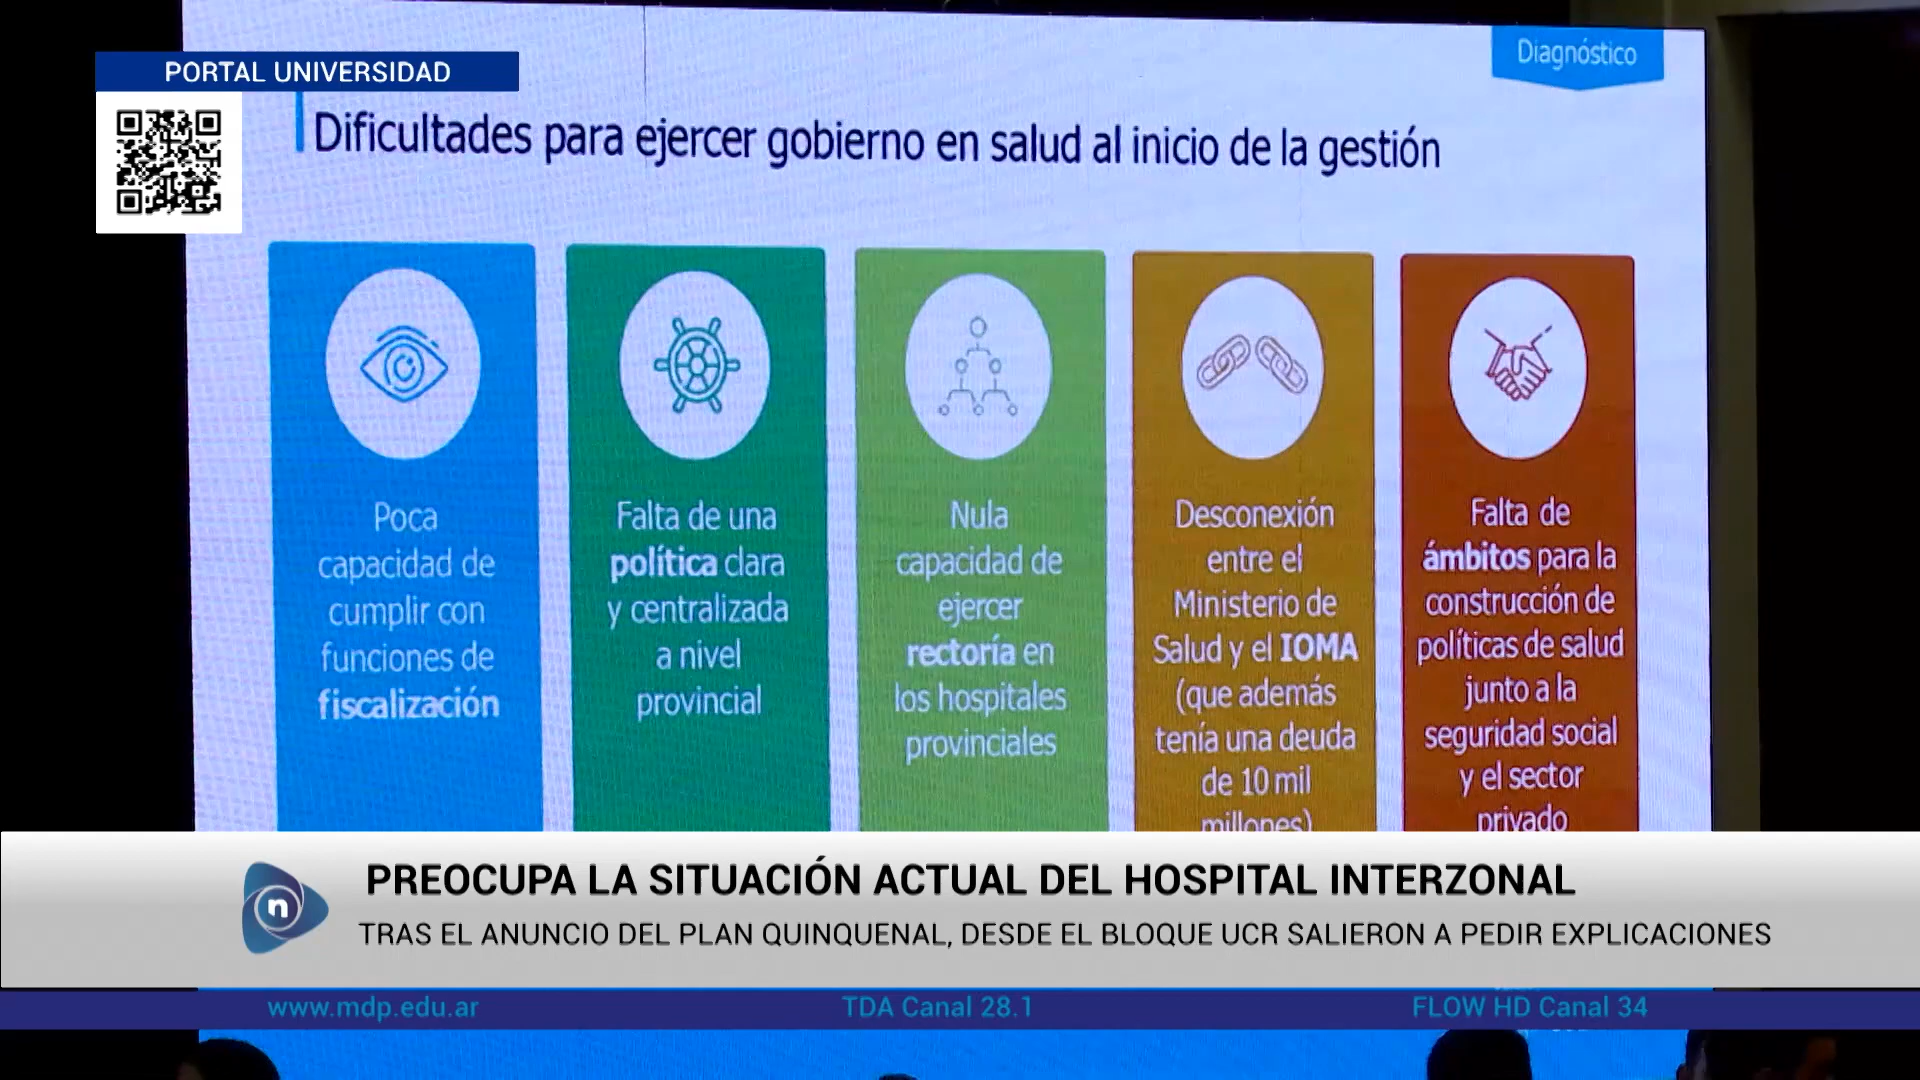 PORTAL UNIVERSIDAD
Diagnóstico
Dificultades para ejercer gobierno en salud al inicio de la gestión
Poca
capacidad de
cumplir con
funciones de
fiscalización
Falta de una
política clara
y centralizada
a nivel
provincial
Nula
capacidad de
ejercer
rectoría en
los hospitales
provinciales
Desconexión
entre el
Ministerio de
Salud y el IOMA
(que además
tenía una deuda
de 10 mil
millones)
Falta de
ámbitos para la
construcción de
políticas de salud
junto a la
seguridad social
y el sector
privado
n
PREOCUPA LA SITUACIÓN ACTUAL DEL HOSPITAL INTERZONAL
TRAS EL ANUNCIO DEL PLAN QUINQUENAL, DESDE EL BLOQUE UCR SALIERON A PEDIR EXPLICACIONES
www.mdp.edu.ar
TDA Canal 28.1
FLOW HD Canal 34